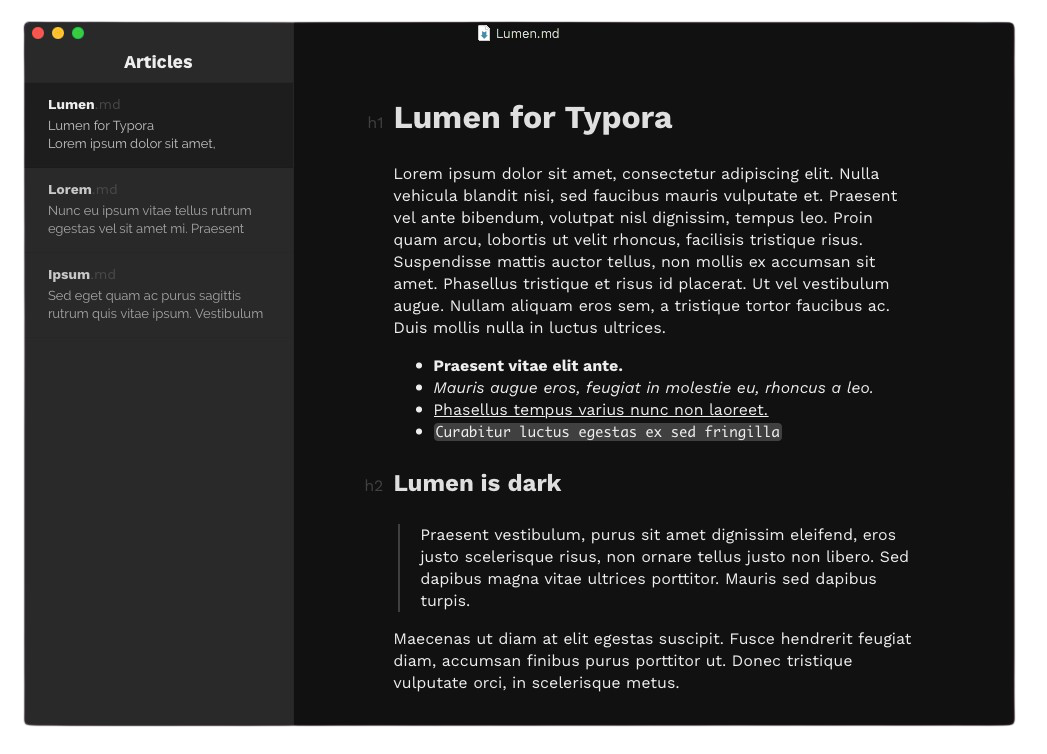 Lumen.md
Articles
Lumen.md
Lumen for Typora
Lorem ipsum dolor sit amet,
Lorem.md
Nunc eu ipsum vitae tellus rutrum
egestas vel sit amet mi. Praesent
Ipsum.md
Sed eget quam ac purus sagittis
rutrum quis vitae ipsum. Vestibulum
h1 Lumen for Typora
Lorem ipsum dolor sit amet, consectetur adipiscing elit. Nulla
vehicula blandit nisi, sed faucibus mauris vulputate et. Praesent
vel ante bibendum, volutpat nisl dignissim, tempus leo. Proin
quam arcu, lobortis ut velit rhoncus, facilisis tristique risus.
Suspendisse mattis auctor tellus, non mollis ex accumsan sit
amet. Phasellus tristique et risus id placerat. Ut vel vestibulum
augue. Nullam aliquam eros sem, a tristique tortor faucibus ac.
Duis mollis nulla in luctus ultrices.
• Praesent vitae elit ante.
• Mauris augue eros, feugiat in molestie eu, rhoncus a leo.
• Phasellus tempus varius nunc non laoreet.
• Curabitur luctus egestas ex sed fringilla
h2 Lumen is dark
Praesent vestibulum, purus sit amet dignissim eleifend, eros
justo scelerisque risus, non ornare tellus justo non libero. Sed
dapibus magna vitae ultrices porttitor. Mauris sed dapibus
turpis.
Maecenas ut diam at elit egestas suscipit. Fusce hendrerit feugiat
diam, accumsan finibus purus porttitor ut. Donec tristique
vulputate orci, in scelerisque metus.